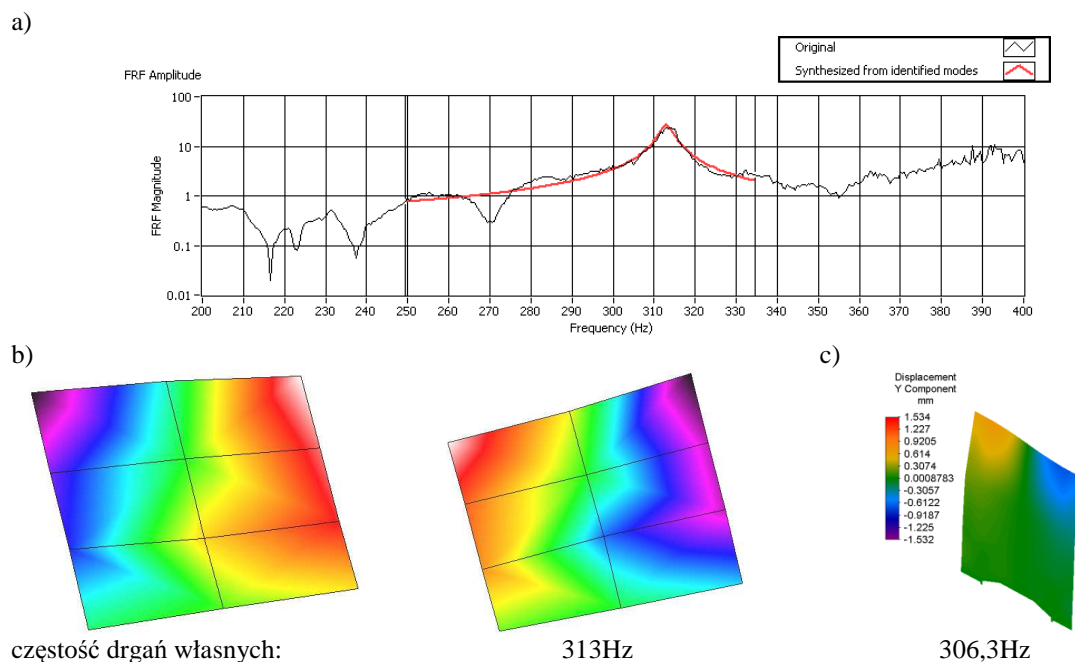 a)
Original
Synthesized from identified modes
FRF Amplitude
FRF Magnitude
100
10
1
0.1
0.01
200 210 220 230 240 250 260 270 280 290 300 310 320 330 340 350 360 370 380 390 400
Frequency (Hz)
b)
c)
Displacement
Y Component
mm
1.534
1.227
0.9205
0.614
0.3074
0.0008783
-0.3057
-0.6122
-0.9187
-1.225
-1.532
częstość drgań własnych: 313Hz 306,3Hz